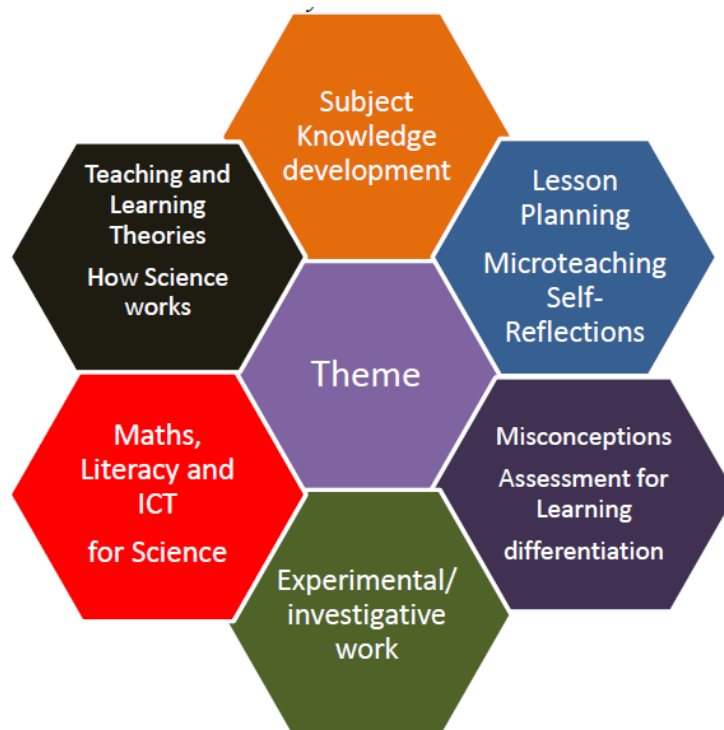 Subject
Knowledge
development
Teaching and
Learning
Theories
How Science
works
Lesson
Planning
Microteaching
Self-
Reflections
Theme
Maths,
Literacy and
ICT
for Science
Misconceptions
Assessment for
Learning
differentiation
Experimental/
investigative
work